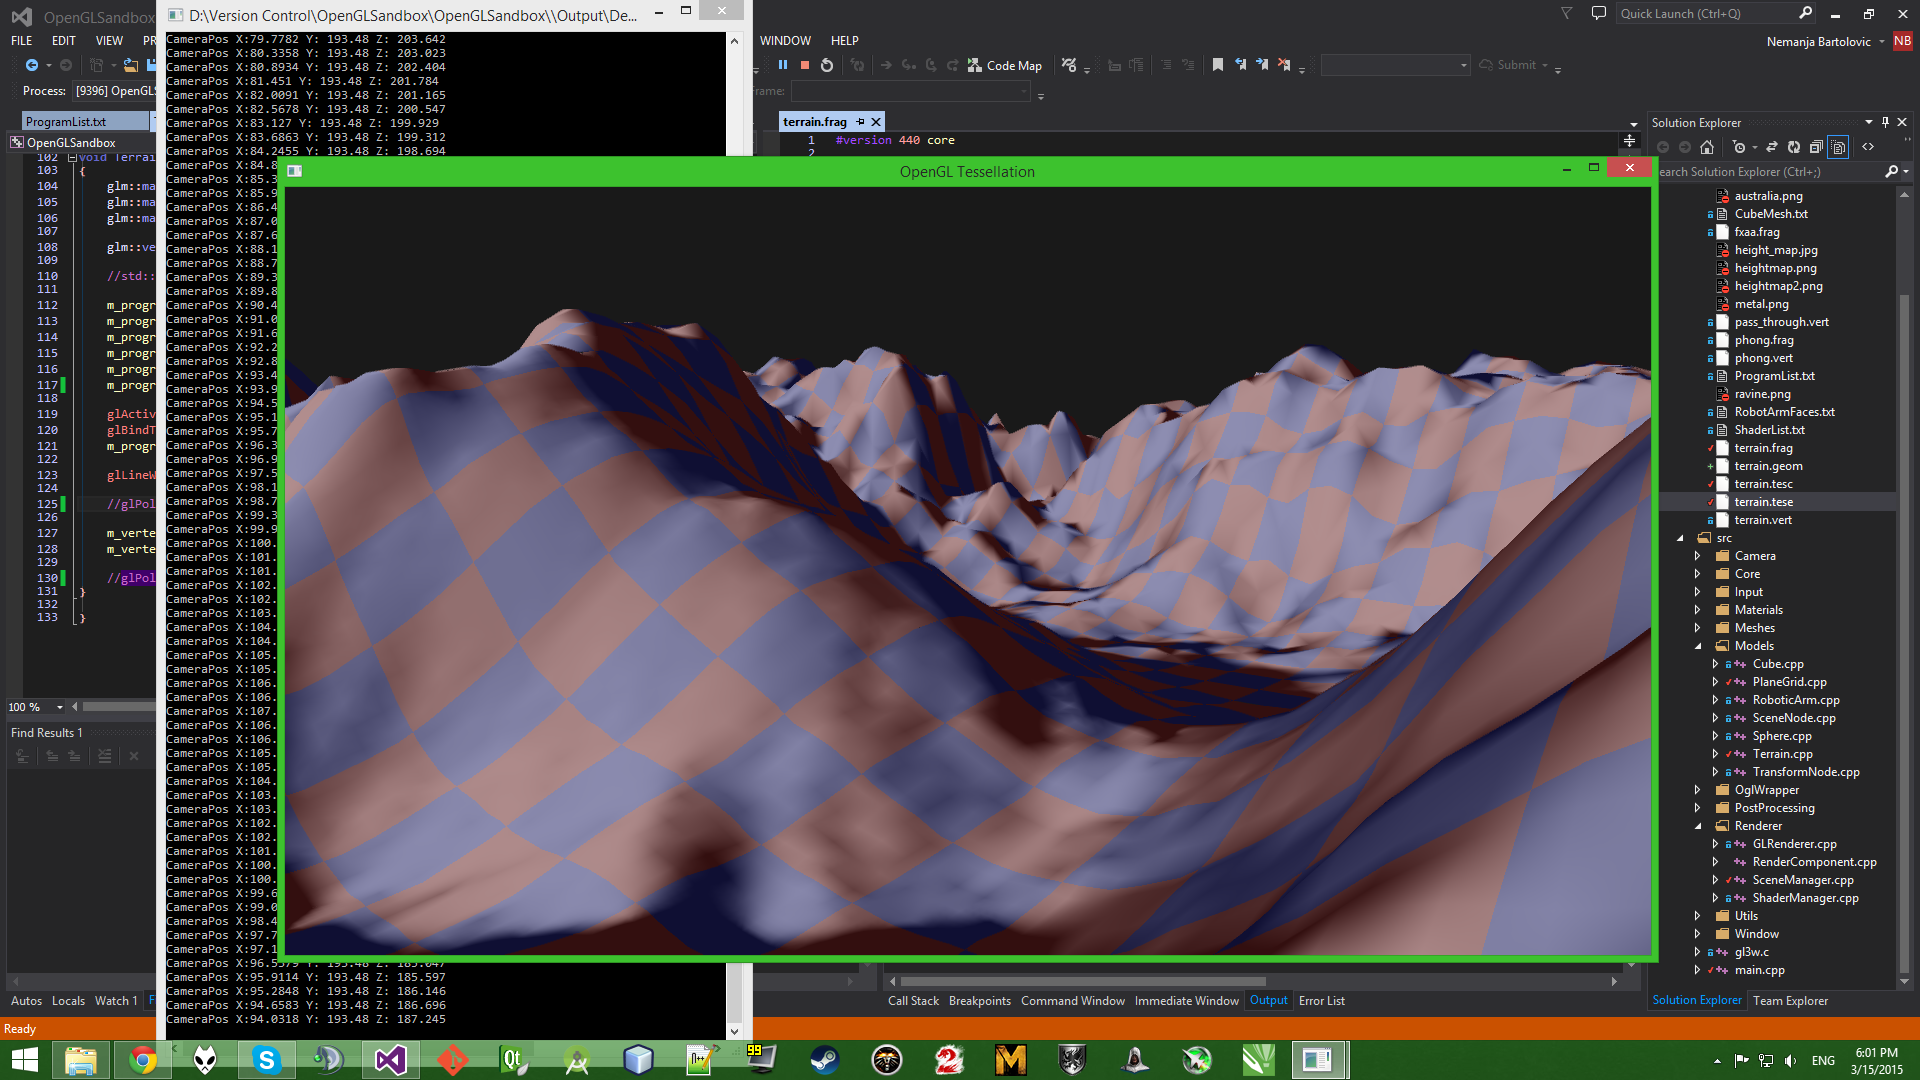 OpenGLSandbox
D:\Version Control\OpenGLSandbox\OpenGLSandbox\\Output\De...
Quick Launch (Ctrl+Q)
FILE EDIT VIEW PR
WINDOW HELP
Nemanja Bartolovic NB
Code Map
Submit
Process: [9396] OpenGLS
Frame:
ProgramList.txt
OpenGLSandbox
terrain.frag
1 #version 440 core
2
102 void Terrai
103 {
104 glm::ma
105 glm::ma
106 glm::ma
107
108 glm::ve
109
110 //std::
111
112 m_progr
113 m_progr
114 m_progr
115 m_progr
116 m_progr
117 m_progr
118
119 glActiv
120 glBindT
121 m_progr
122
123 glLineW
124
125 //glPol
126
127 m_verte
128 m_verte
129
130 //glPol
131 }
132
133 }
100 %
Find Results 1
Autos Locals Watch 1 F
Ready
CameraPos X:79.7782 Y: 193.48 Z: 203.642
CameraPos X:80.3358 Y: 193.48 Z: 203.023
CameraPos X:80.8934 Y: 193.48 Z: 202.404
CameraPos X:81.451 Y: 193.48 Z: 201.784
CameraPos X:82.0091 Y: 193.48 Z: 201.165
CameraPos X:82.5678 Y: 193.48 Z: 200.547
CameraPos X:83.127 Y: 193.48 Z: 199.929
CameraPos X:83.6863 Y: 193.48 Z: 199.312
CameraPos X:84.2455 Y: 193.48 Z: 198.694
CameraPos X:84.8
CameraPos X:85.3
CameraPos X:85.9
CameraPos X:86.4
CameraPos X:87.0
CameraPos X:87.6
CameraPos X:88.1
CameraPos X:88.7
CameraPos X:89.3
CameraPos X:89.8
CameraPos X:90.4
CameraPos X:91.0
CameraPos X:91.6
CameraPos X:92.2
CameraPos X:92.8
CameraPos X:93.4
CameraPos X:93.9
CameraPos X:94.5
CameraPos X:95.1
CameraPos X:95.7
CameraPos X:96.3
CameraPos X:96.9
CameraPos X:97.5
CameraPos X:98.1
CameraPos X:98.7
CameraPos X:99.3
CameraPos X:99.9
CameraPos X:100.
CameraPos X:101.
CameraPos X:101.
CameraPos X:102.
CameraPos X:102.
CameraPos X:103.
CameraPos X:104.
CameraPos X:104.
CameraPos X:105.
CameraPos X:105.
CameraPos X:106.
CameraPos X:106.
CameraPos X:107.
CameraPos X:106.
CameraPos X:106.
CameraPos X:105.
CameraPos X:105.
CameraPos X:104.
CameraPos X:103.
CameraPos X:103.
CameraPos X:102.
CameraPos X:102.
CameraPos X:101.
CameraPos X:100.
CameraPos X:100.
CameraPos X:99.6
CameraPos X:99.0
CameraPos X:98.4
CameraPos X:97.7
CameraPos X:97.1
CameraPos X:96.5379 Y: 193.48 Z: 185.047
CameraPos X:95.9114 Y: 193.48 Z: 185.597
CameraPos X:95.2848 Y: 193.48 Z: 186.146
CameraPos X:94.6583 Y: 193.48 Z: 186.696
CameraPos X:94.0318 Y: 193.48 Z: 187.245
OpenGL Tessellation
Call Stack Breakpoints Command Window Immediate Window Output Error List
Solution Explorer
earch Solution Explorer (Ctrl+;)
australia.png
CubeMesh.txt
fxaa.frag
height_map.jpg
heightmap.png
heightmap2.png
metal.png
pass_through.vert
phong.frag
phong.vert
ProgramList.txt
ravine.png
RobotArmFaces.txt
ShaderList.txt
terrain.frag
terrain.geom
terrain.tesc
terrain.tese
terrain.vert
src
Camera
Core
Input
Materials
Meshes
Models
Cube.cpp
PlaneGrid.cpp
RoboticArm.cpp
SceneNode.cpp
Sphere.cpp
Terrain.cpp
TransformNode.cpp
OglWrapper
PostProcessing
Renderer
GLRenderer.cpp
RenderComponent.cpp
SceneManager.cpp
ShaderManager.cpp
Utils
Window
gl3w.c
main.cpp
Solution Explorer Team Explorer
99
ENG
6:01 PM
3/15/2015